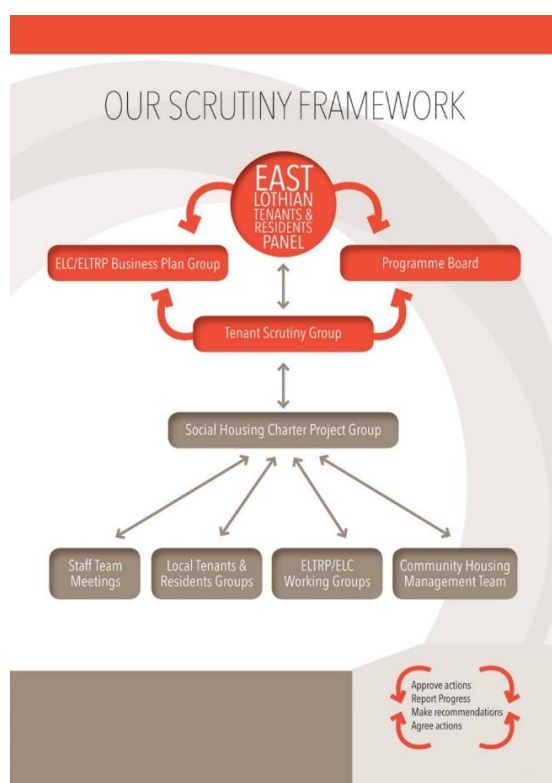 OUR SCRUTINY FRAMEWORK
EAST
LOTHIAN
TENANTS &
RESIDENTS
PANEL
ELC/ELTRP Business Plan Group
Programme Board
Tenant Scrutiny Group
Social Housing Charter Project Group
Staff Team
Meetings
Local Tenants &
Residents Groups
ELTRP/ELC
Working Groups
Community Housing
Management Team
Approve actions
Report Progress
Make recommendations
Agree actions